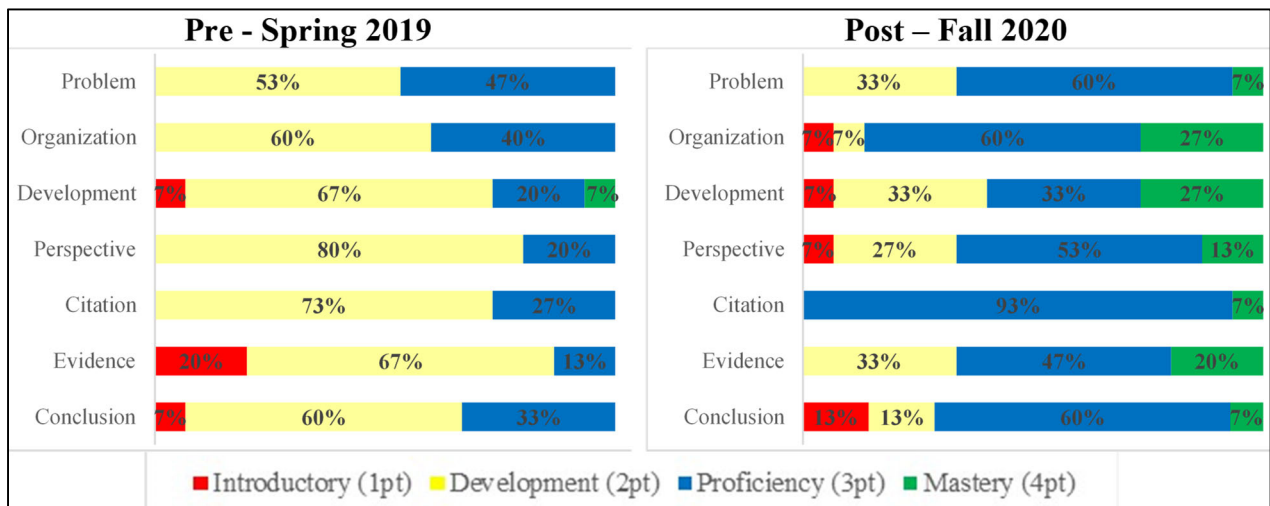 Pre - Spring 2019
Problem 53% 47%
Organization 60% 40%
Development 7% 67% 20% 7%
Perspective 80% 20%
Citation 73% 27%
Evidence 20% 67% 13%
Conclusion 7% 60% 33%
Post – Fall 2020
Problem 33% 60% 7%
Organization 7% 7% 60% 27%
Development 7% 33% 33% 27%
Perspective 7% 27% 53% 13%
Citation 93% 7%
Evidence 33% 47% 20%
Conclusion 13% 13% 60% 7%
Introductory (1pt) Development (2pt) Proficiency (3pt) Mastery (4pt)